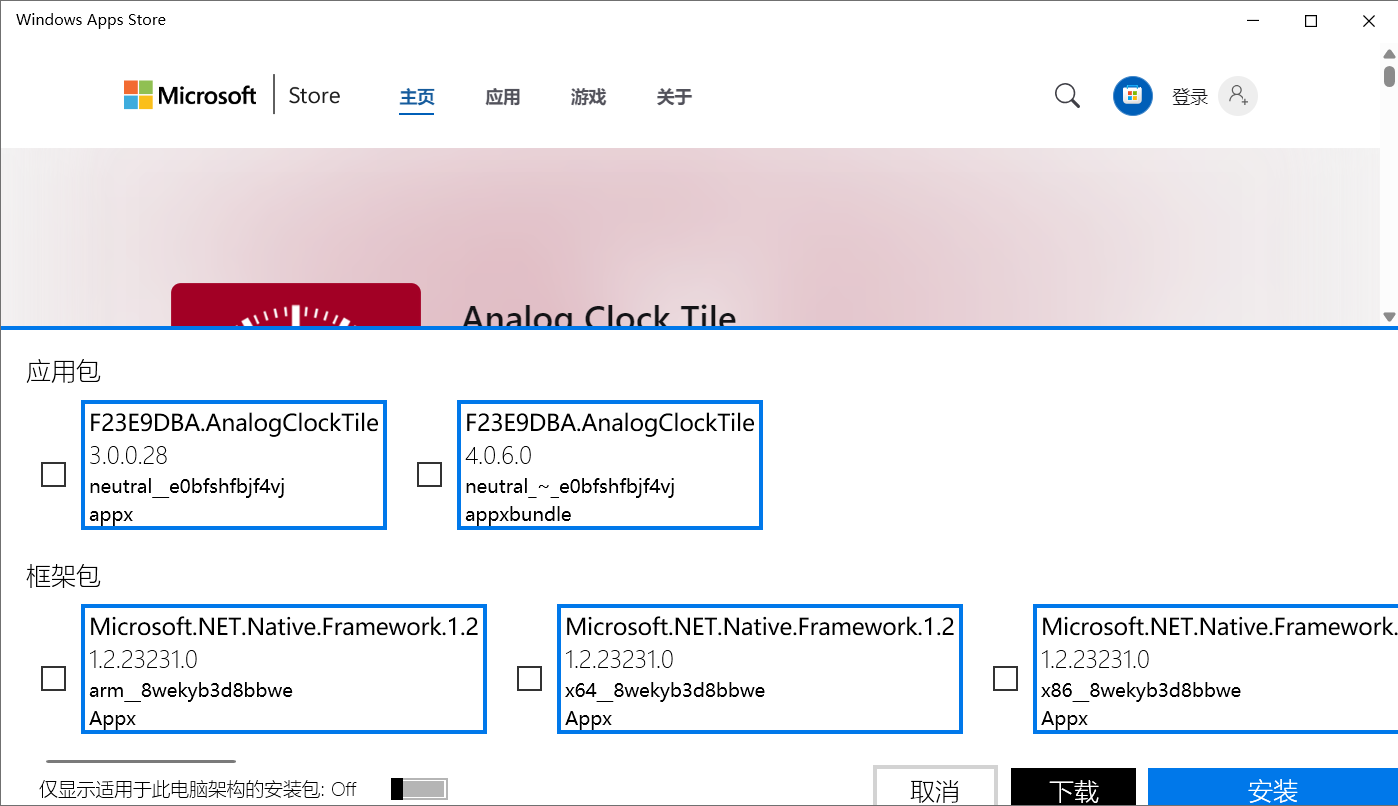 Windows Apps Store
Microsoft Store 主页 应用 游戏 关于 登录
Analog Clock Tile
应用包
F23E9DBA.AnalogClockTile
3.0.0.28
neutral__e0bfshfbjf4vj
appx
F23E9DBA.AnalogClockTile
4.0.6.0
neutral_~_e0bfshfbjf4vj
appxbundle
框架包
Microsoft.NET.Native.Framework.1.2
1.2.23231.0
arm__8wekyb3d8bbwe
Appx
Microsoft.NET.Native.Framework.1.2
1.2.23231.0
x64__8wekyb3d8bbwe
Appx
Microsoft.NET.Native.Framework.
1.2.23231.0
x86__8wekyb3d8bbwe
Appx
仅显示适用于此电脑架构的安装包: Off
取消 下载 安装